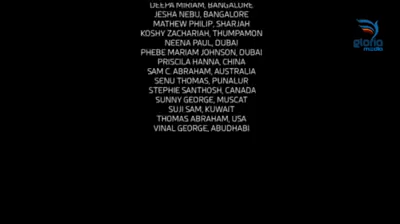 DEEPA MIRIAM, BANGALORE
JESHA NEBU, BANGALORE
MATHEW PHILIP, SHARJAH
KOSHY ZACHARIAH, THUMPAMON
NEENA PAUL, DUBAI
PHEBE MARIAM JOHNSON, DUBAI
PRISCILA HANNA, CHINA
SAM C. ABRAHAM, AUSTRALIA
SENU THOMAS, PUNALUR
STEPHIE SANTHOSH, CANADA
SUNNY GEORGE, MUSCAT
SUJI SAM, KUWAIT
THOMAS ABRAHAM, USA
VINAL GEORGE, ABUDHABI
gloria
media